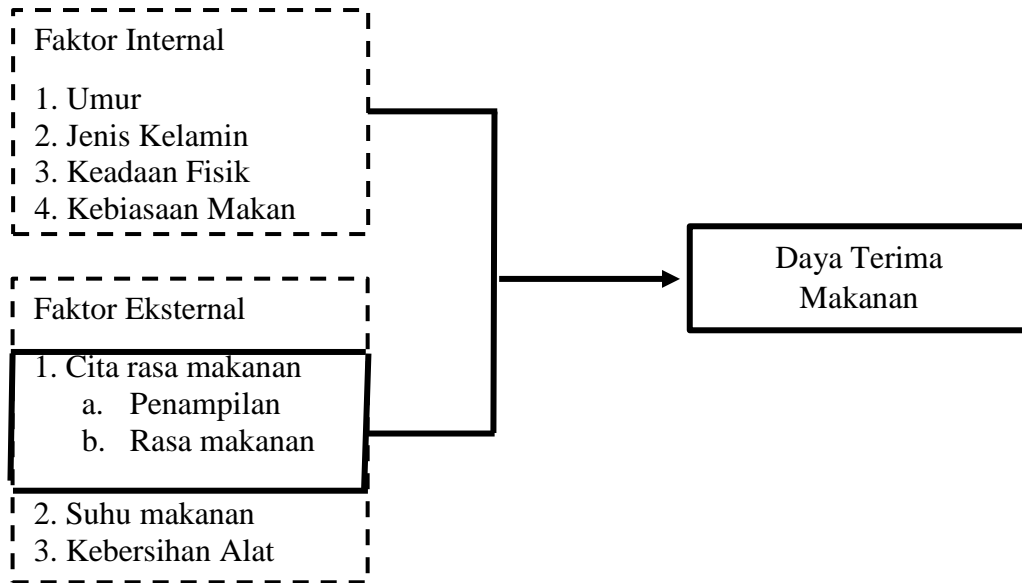 Faktor Internal
1. Umur
2. Jenis Kelamin
3. Keadaan Fisik
4. Kebiasaan Makan
Faktor Eksternal
1. Cita rasa makanan
a. Penampilan
b. Rasa makanan
2. Suhu makanan
3. Kebersihan Alat
Daya Terima
Makanan